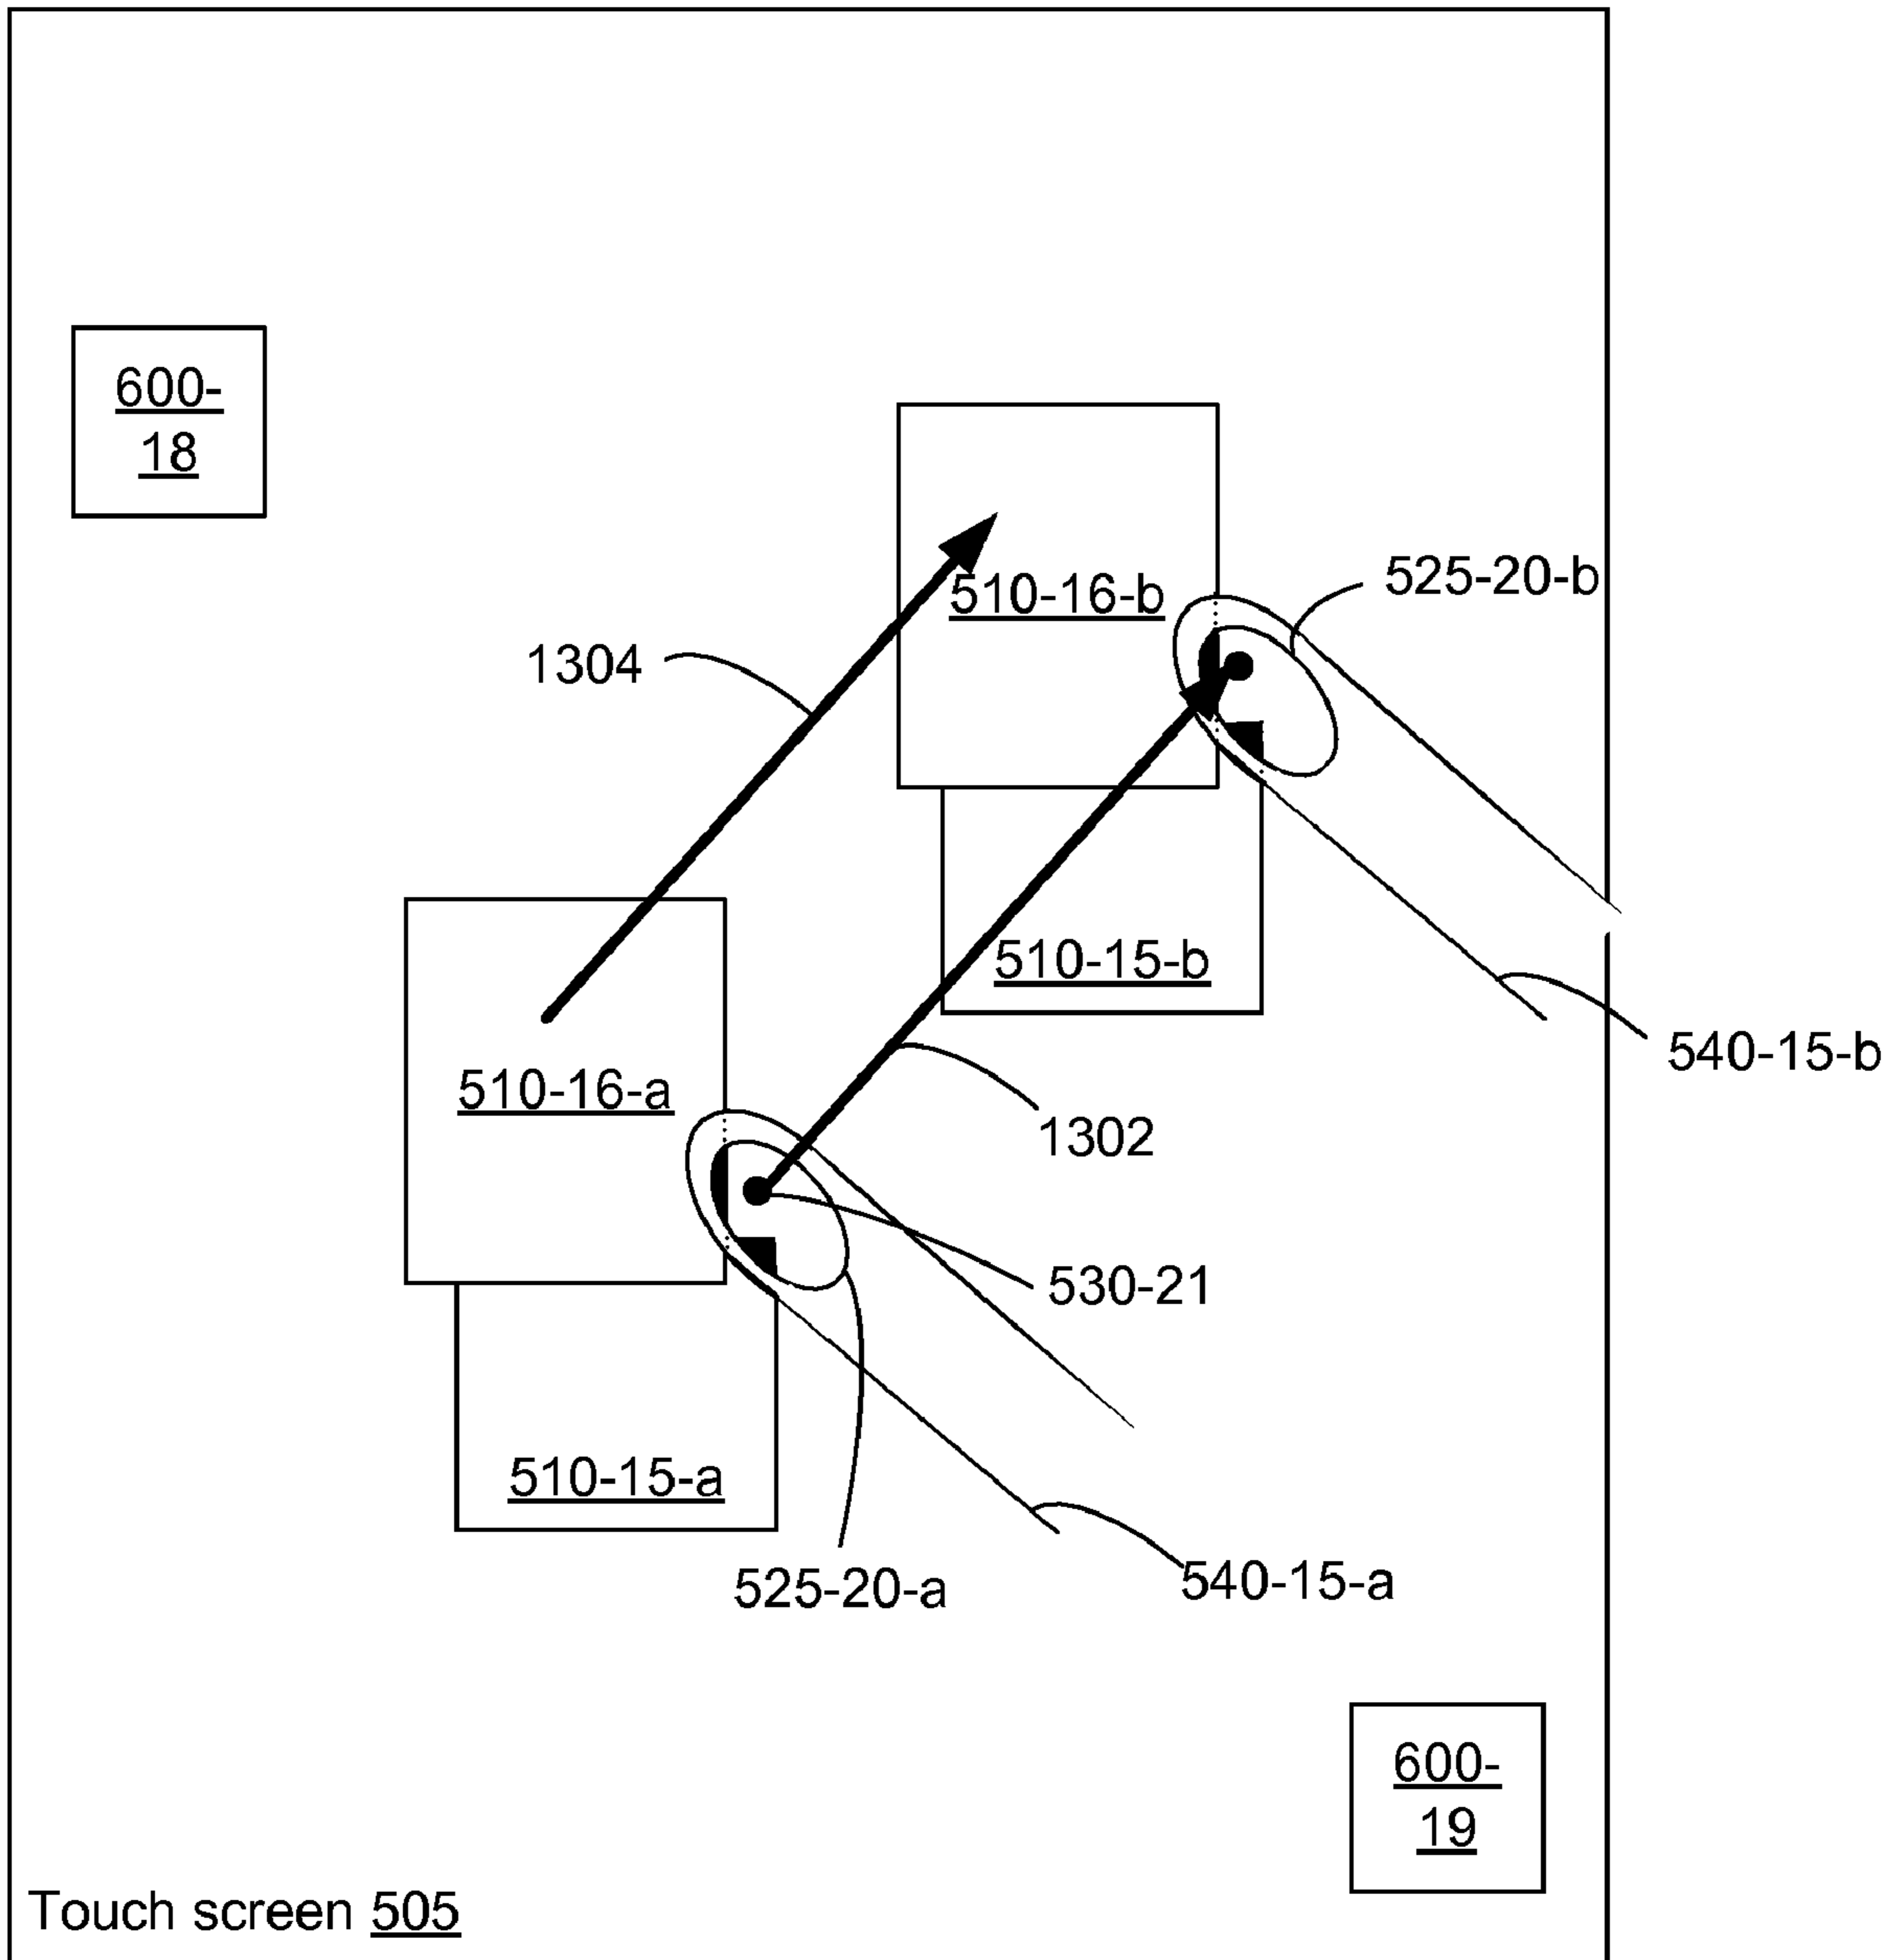 600-
18
510-16-b
525-20-b
1304
510-15-b
540-15-b
510-16-a
1302
530-21
510-15-a
525-20-a
540-15-a
600-
19
Touch screen 505